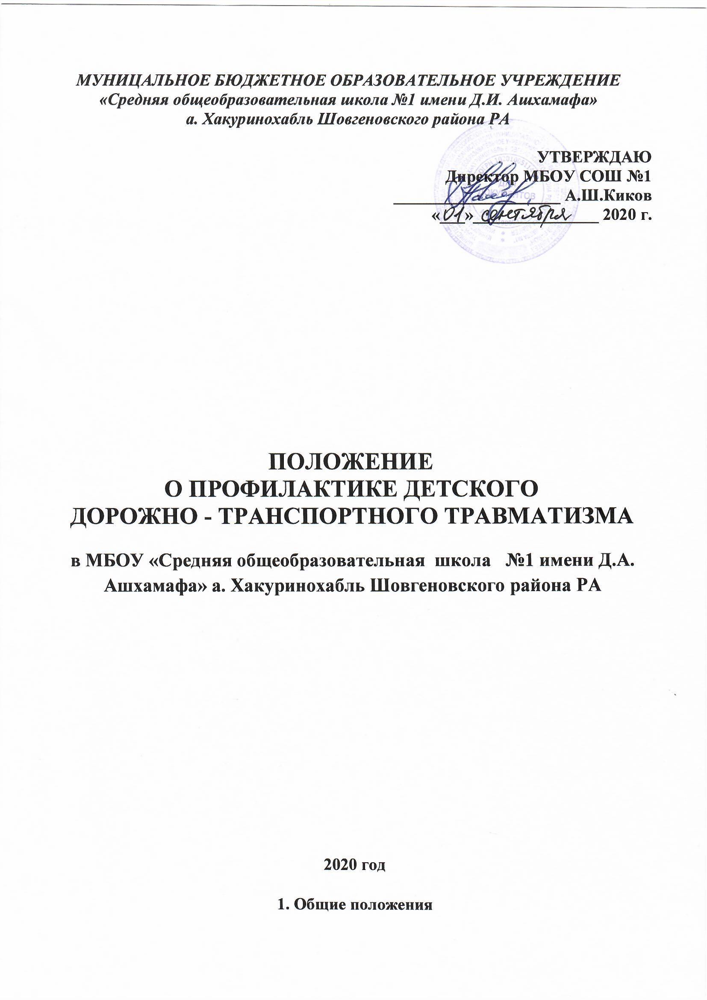 МУНИЦАЛЬНОЕ БЮДЖЕТНОЕ ОБРАЗОВАТЕЛЬНОЕ УЧРЕЖДЕНИЕ
«Средняя общеобразовательная школа №1 имени Д.И. Ашхамафа»
а. Хакуринохабль Шовгеновского района РА
УТВЕРЖДАЮ
Директор МБОУ СОШ №1
А.Ш.Киков
«01» сентября 2020 г.
ДЛЯ
ДОКУМЕНТОВ
ПОЛОЖЕНИЕ
О ПРОФИЛАКТИКЕ ДЕТСКОГО
ДОРОЖНО - ТРАНСПОРТНОГО ТРАВМАТИЗМА
в МБОУ «Средняя общеобразовательная школа №1 имени Д.А.
Ашхамафа» а. Хакуринохабль Шовгеновского района РА
2020 год
1. Общие положения